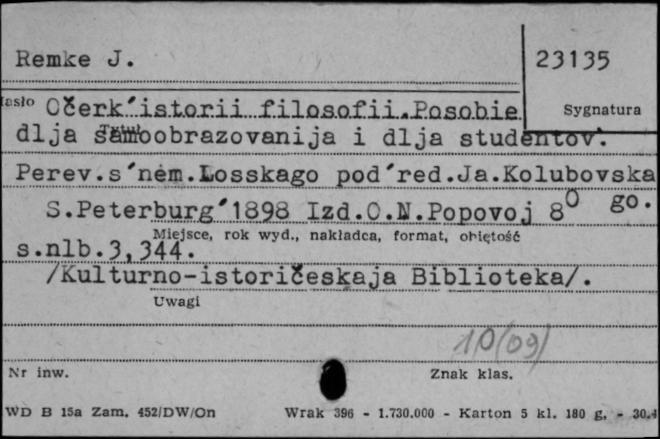 Remke J.
23135
Hasło Očerk´istorii filosofii.Posobie
Sygnatura
Tytuł
dlja samoobrazovanija i dlja studentov.
Perev.s´něm.Losskago pod´red.Ja.Kolubovska
go.
S.Peterburg´1898 Izd.O.N.Popovoj 8⁰
Miejsce, rok wyd., nakładca, format, objętość
s.nlb.3,344.
/Kulturno-istoričeskaja Biblioteka/.
Uwagi
10(09)
Nr inw.
Znak klas.
WD B 15a Zam. 452/DW/On Wrak 396 - 1.730.000 - Karton 5 kl. 180 g. - 30.4